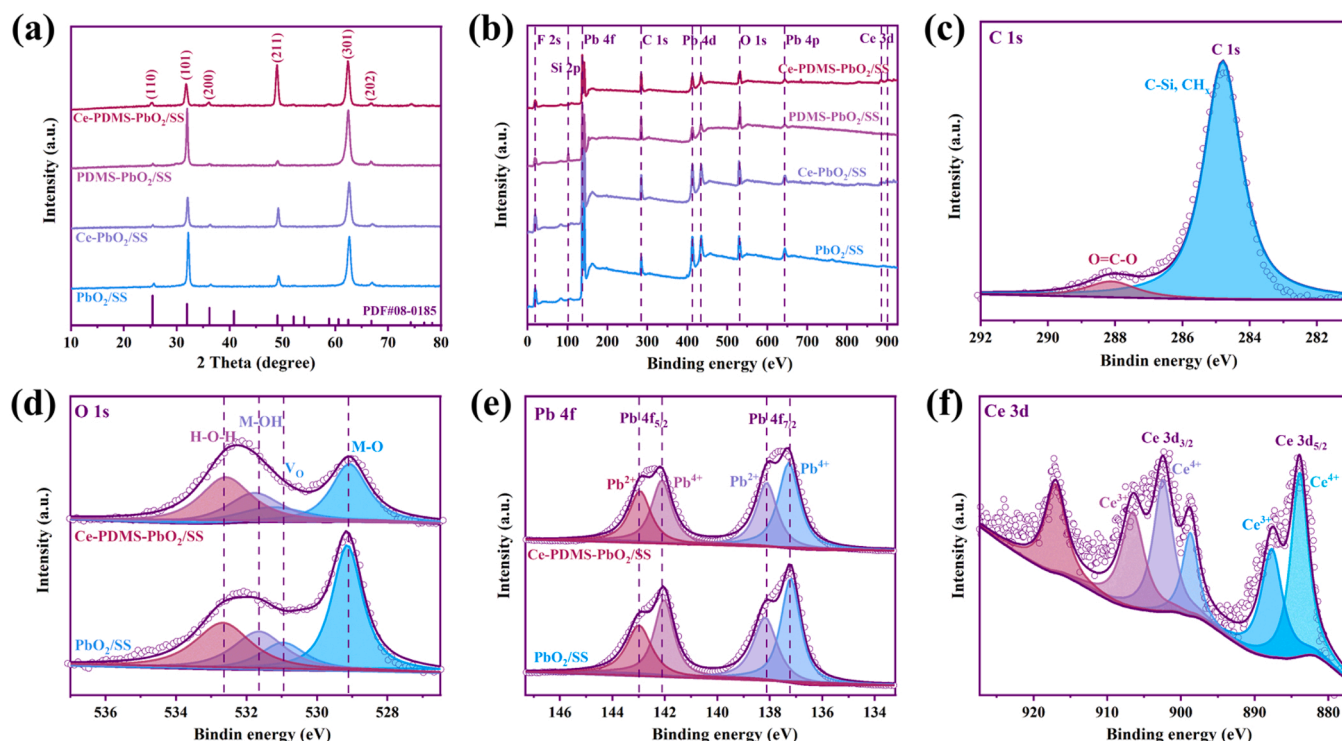 (a)
(110)
(101)
(200)
(211)
(301)
(202)
Ce-PDMS-PbO₂/SS
PDMS-PbO₂/SS
Ce-PbO₂/SS
PbO₂/SS
PDF#08-0185
10 20 30 40 50 60 70 80
2 Theta (degree)
Intensity (a.u.)
(b)
F 2s
Si 2p
Pb 4f
C 1s
Pb 4d
O 1s
Pb 4p
Ce 3d
Ce-PDMS-PbO₂/SS
PDMS-PbO₂/SS
Ce-PbO₂/SS
PbO₂/SS
0 100 200 300 400 500 600 700 800 900
Binding energy (eV)
Intensity (a.u.)
(c)
C 1s
C 1s
C-Si, CHₓ
O=C-O
292 290 288 286 284 282
Bindin energy (eV)
Intensity (a.u.)
(d)
O 1s
M-OH
H-O-H
V_O
M-O
Ce-PDMS-PbO₂/SS
PbO₂/SS
536 534 532 530 528
Bindin energy (eV)
Intensity (a.u.)
(e)
Pb 4f
Pb 4f₅/₂
Pb 4f₇/₂
Pb²⁺
Pb⁴⁺
Pb²⁺
Pb⁴⁺
Ce-PDMS-PbO₂/SS
PbO₂/SS
146 144 142 140 138 136 134
Binding energy (eV)
Intensity (a.u.)
(f)
Ce 3d
Ce 3d₃/₂
Ce 3d₅/₂
Ce⁴⁺
Ce³⁺
Ce³⁺
Ce⁴⁺
920 910 900 890 880
Binding energy (eV)
Intensity (a.u.)